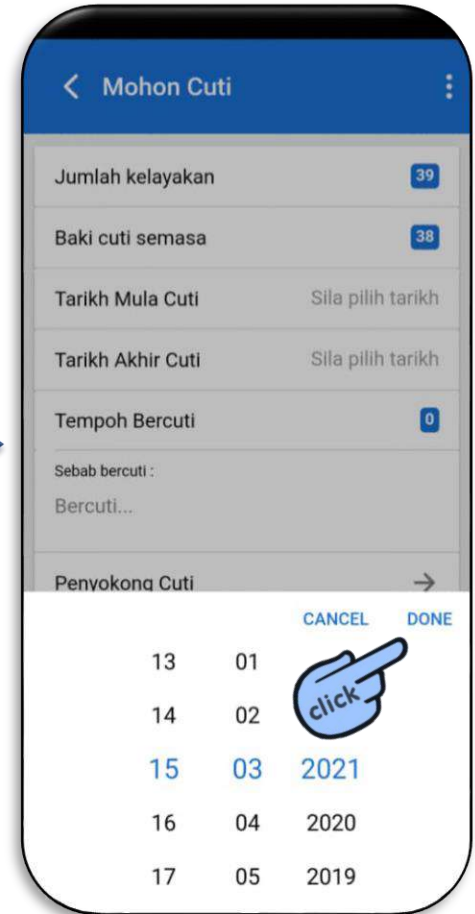 Mohon Cuti
Jumlah kelayakan 39
Baki cuti semasa 38
Tarikh Mula Cuti Sila pilih tarikh
Tarikh Akhir Cuti Sila pilih tarikh
Tempoh Bercuti 0
Sebab bercuti :
Bercuti...
Penyokong Cuti
CANCEL DONE
13 01
14 02 click
15 03 2021
16 04 2020
17 05 2019